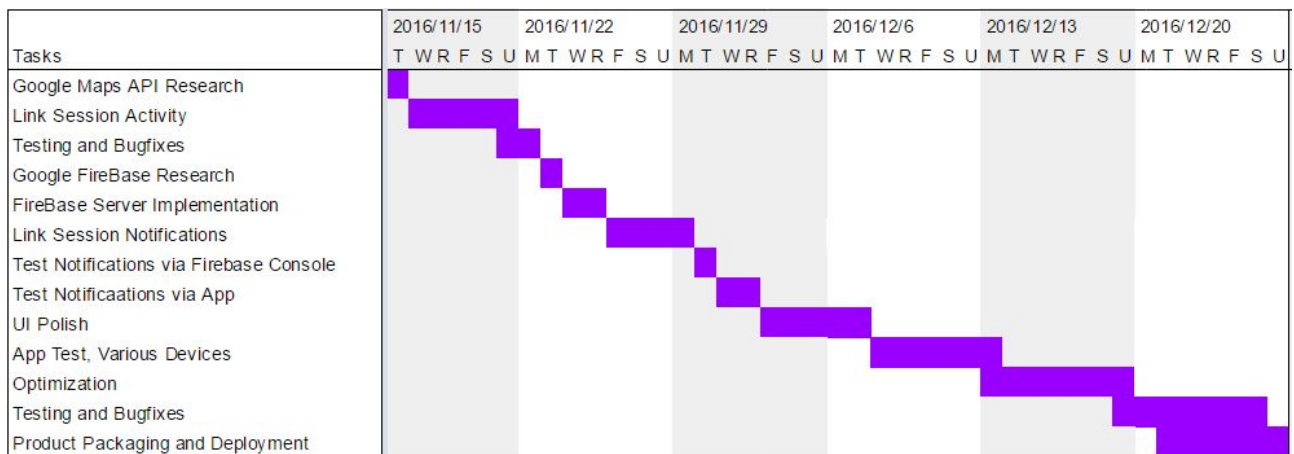 2016/11/15 2016/11/22 2016/11/29 2016/12/6 2016/12/13 2016/12/20
Tasks T W R F S U M T W R F S U M T W R F S U M T W R F S U M T W R F S U M T W R F S U
Google Maps API Research
Link Session Activity
Testing and Bugfixes
Google FireBase Research
FireBase Server Implementation
Link Session Notifications
Test Notifications via Firebase Console
Test Notificaations via App
UI Polish
App Test, Various Devices
Optimization
Testing and Bugfixes
Product Packaging and Deployment